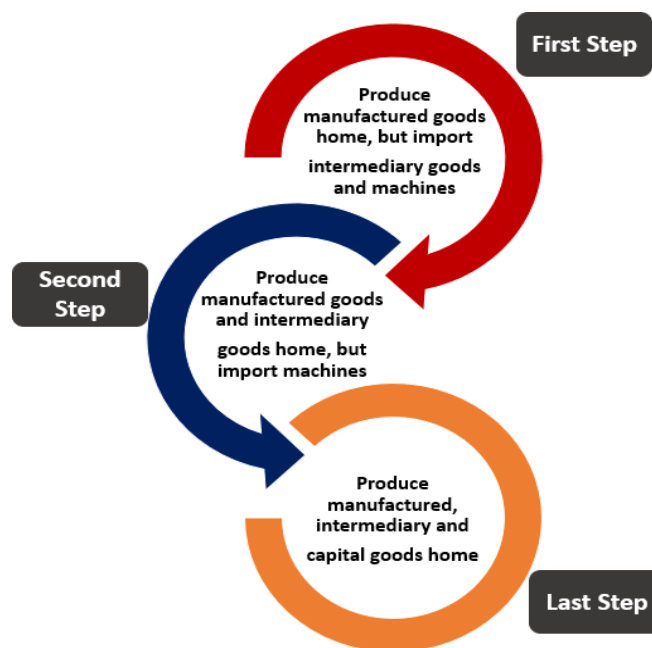 First Step
Produce
manufactured goods
home, but import
intermediary goods
and machines
Second
Step
Produce
manufactured goods
and intermediary
goods home, but
import machines
Produce
manufactured,
intermediary and
capital goods home
Last Step